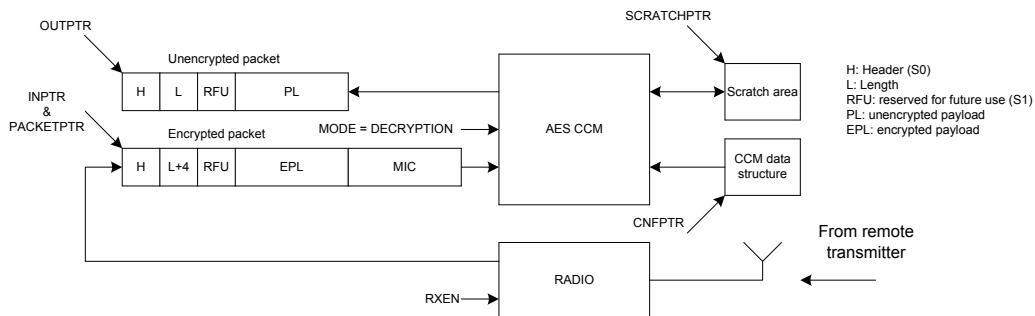 OUTPTR
SCRATCHPTR
Unencrypted packet
H L RFU PL
INPTR
&
PACKETPTR
Encrypted packet
H L+4 RFU EPL MIC
MODE = DECRYPTION
AES CCM
Scratch area
CCM data
structure
CNFPTR
H: Header (S0)
L: Length
RFU: reserved for future use (S1)
PL: unencrypted payload
EPL: encrypted payload
From remote
transmitter
RADIO
RXEN